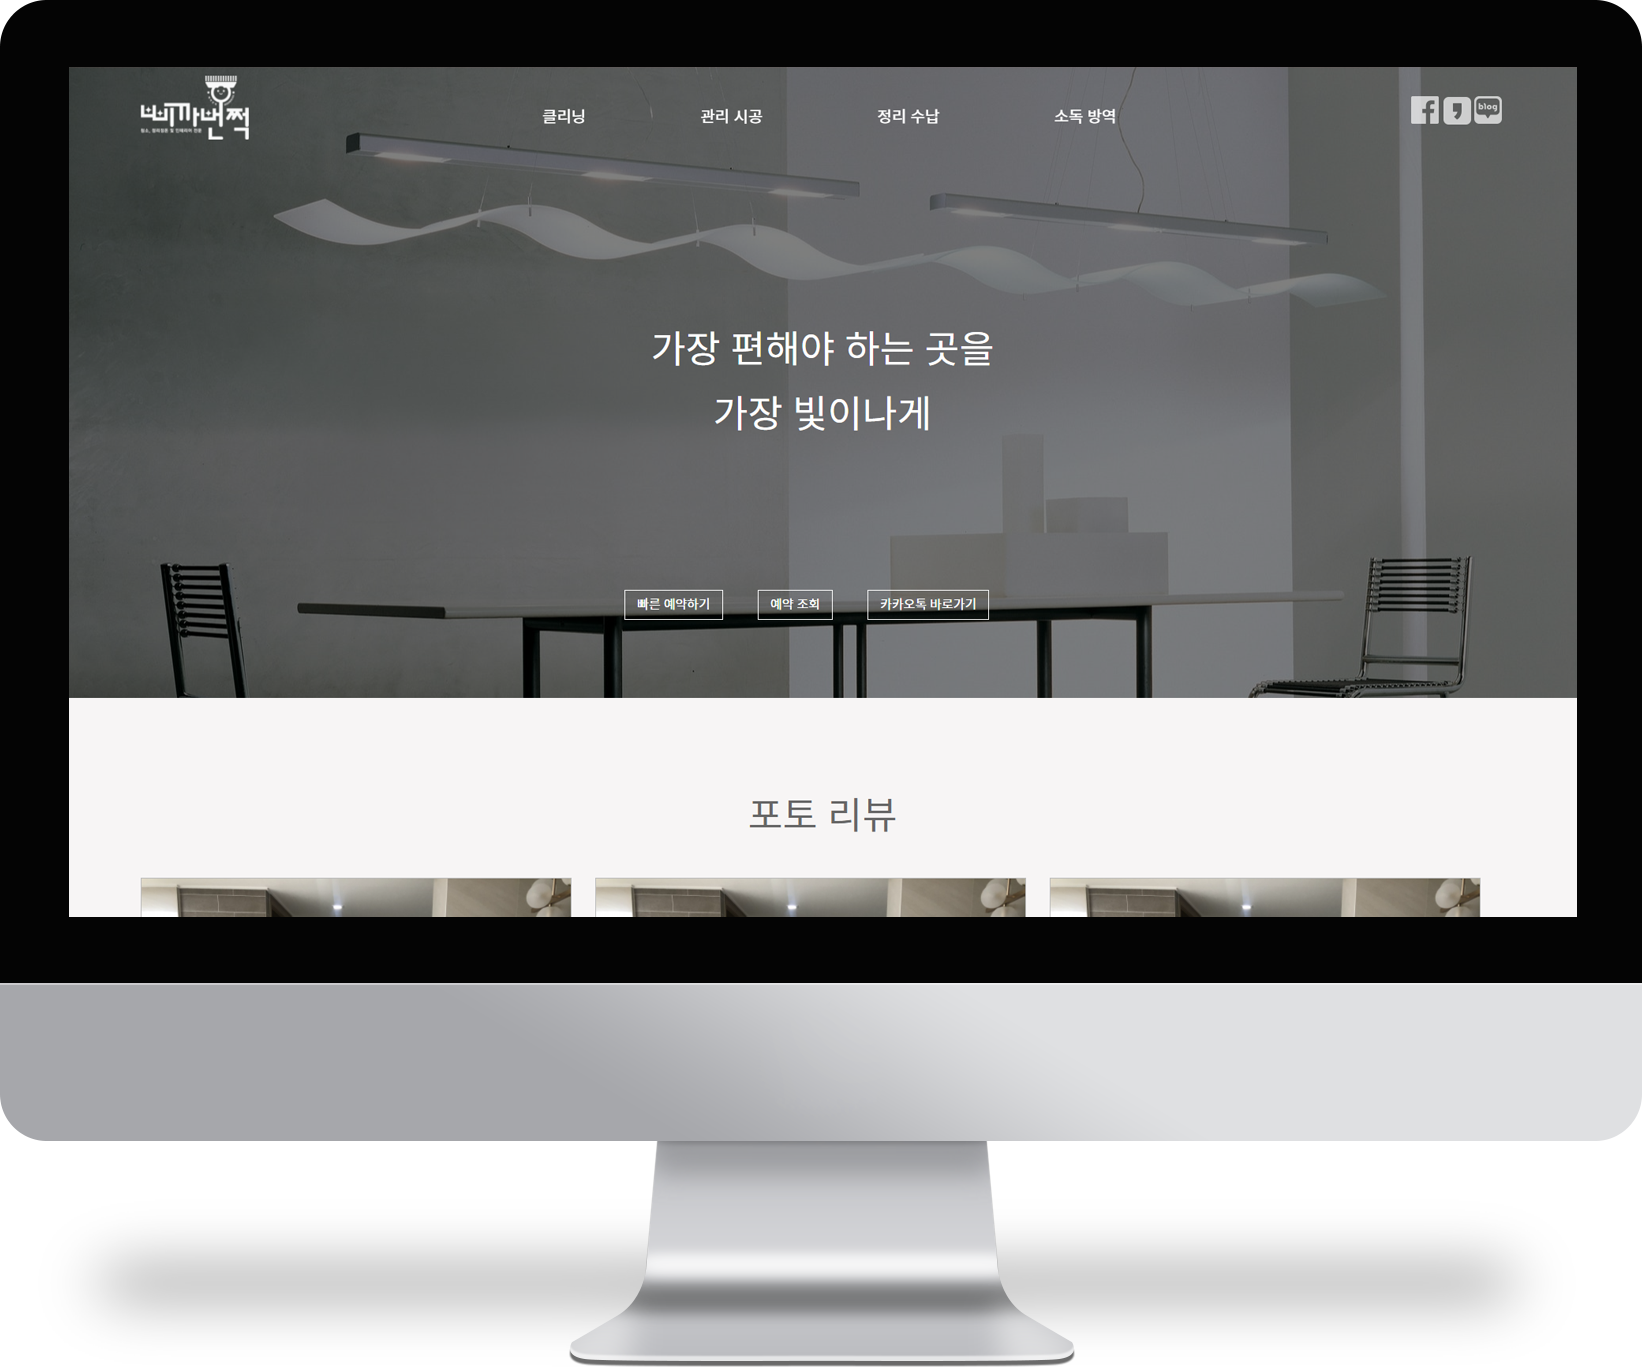 삐까번쩍
클리닝
관리 시공
정리 수납
소독 방역
blog
가장 편해야 하는 곳을
가장 빛이나게
빠른 예약하기
예약 조회
카카오톡 바로가기
포토 리뷰